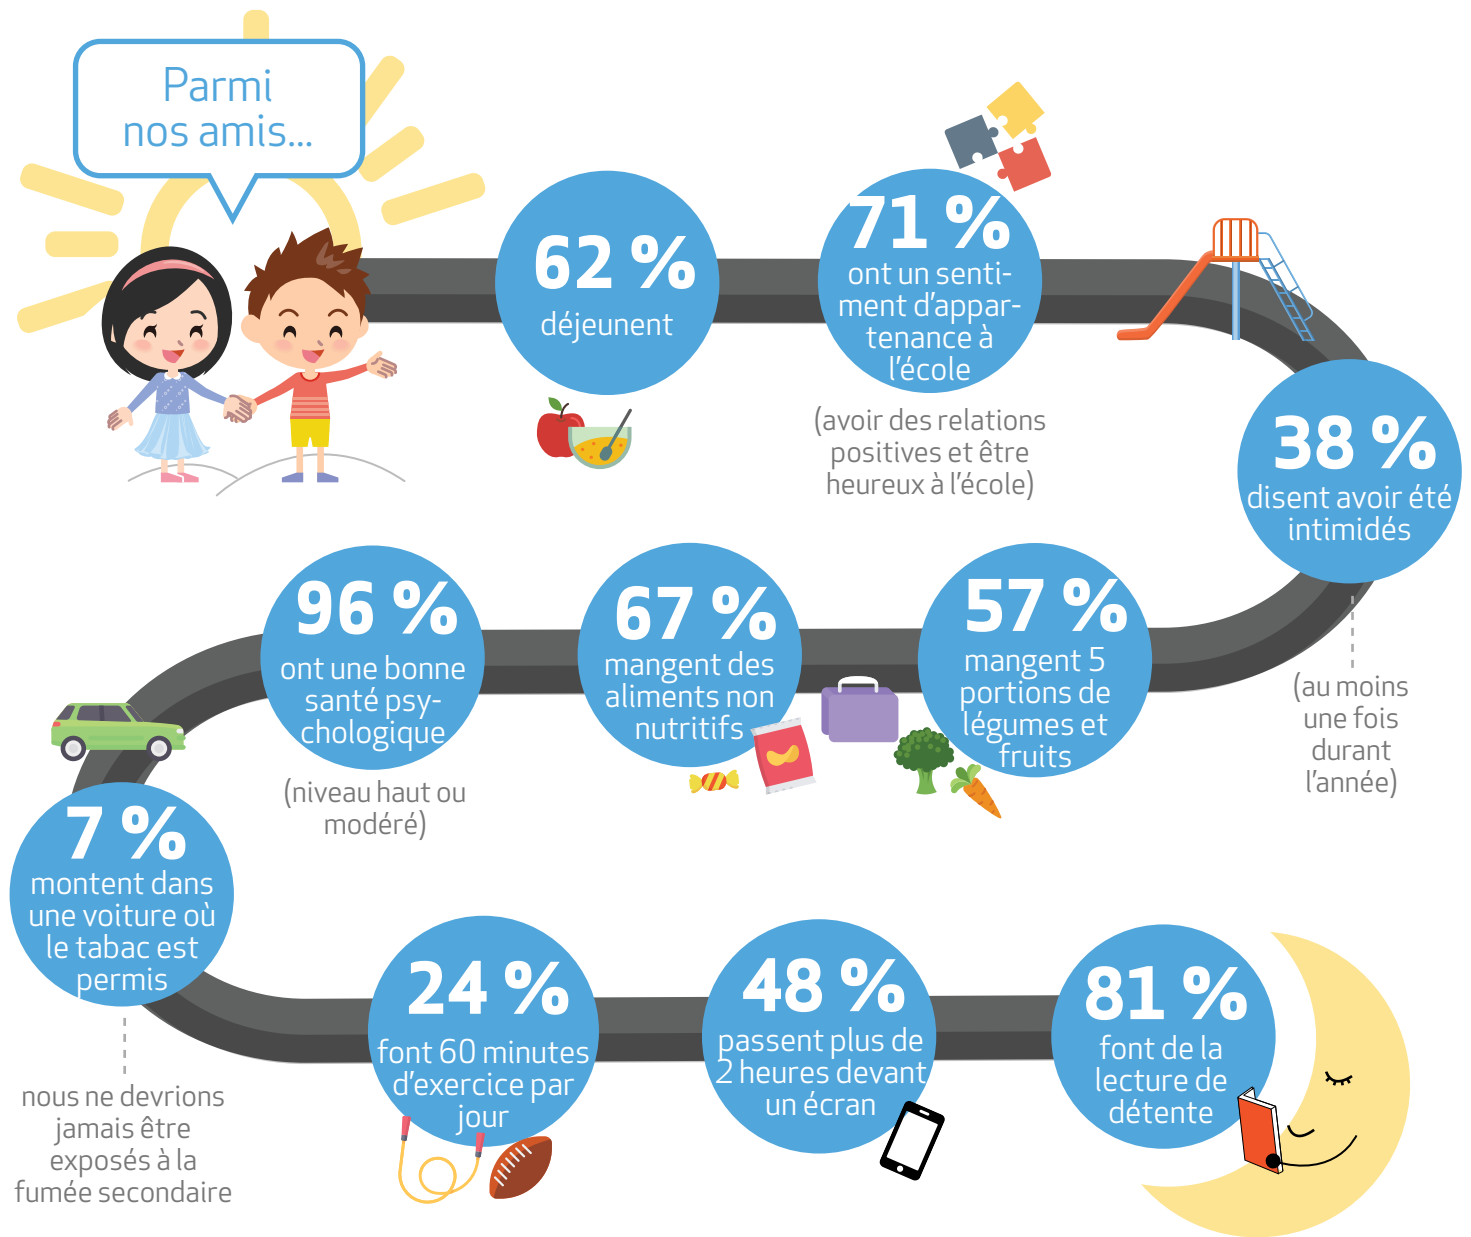 Parmi
nos amis...
62 %
déjeunent
71 %
ont un senti-
ment d'appar-
tenance à
l'école
(avoir des relations
positives et être
heureux à l'école)
38 %
disent avoir été
intimidés
(au moins
une fois
durant
l'année)
57 %
mangent 5
portions de
légumes et
fruits
67 %
mangent des
aliments non
nutritifs
96 %
ont une bonne
santé psy-
chologique
(niveau haut ou
modéré)
7 %
montent dans
une voiture où
le tabac est
permis
nous ne devrions
jamais être
exposés à la
fumée secondaire
24 %
font 60 minutes
d'exercice par
jour
48 %
passent plus de
2 heures devant
un écran
81 %
font de la
lecture de
détente